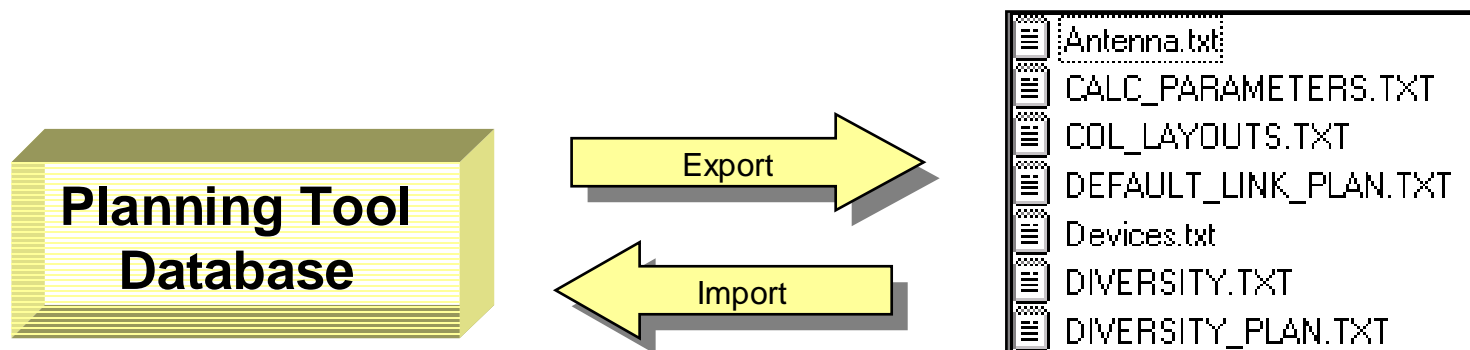 Planning Tool
Database
Export
Import
Antenna.txt
CALC_PARAMETERS.TXT
COL_LAYOUTS.TXT
DEFAULT_LINK_PLAN.TXT
Devices.txt
DIVERSITY.TXT
DIVERSITY_PLAN.TXT